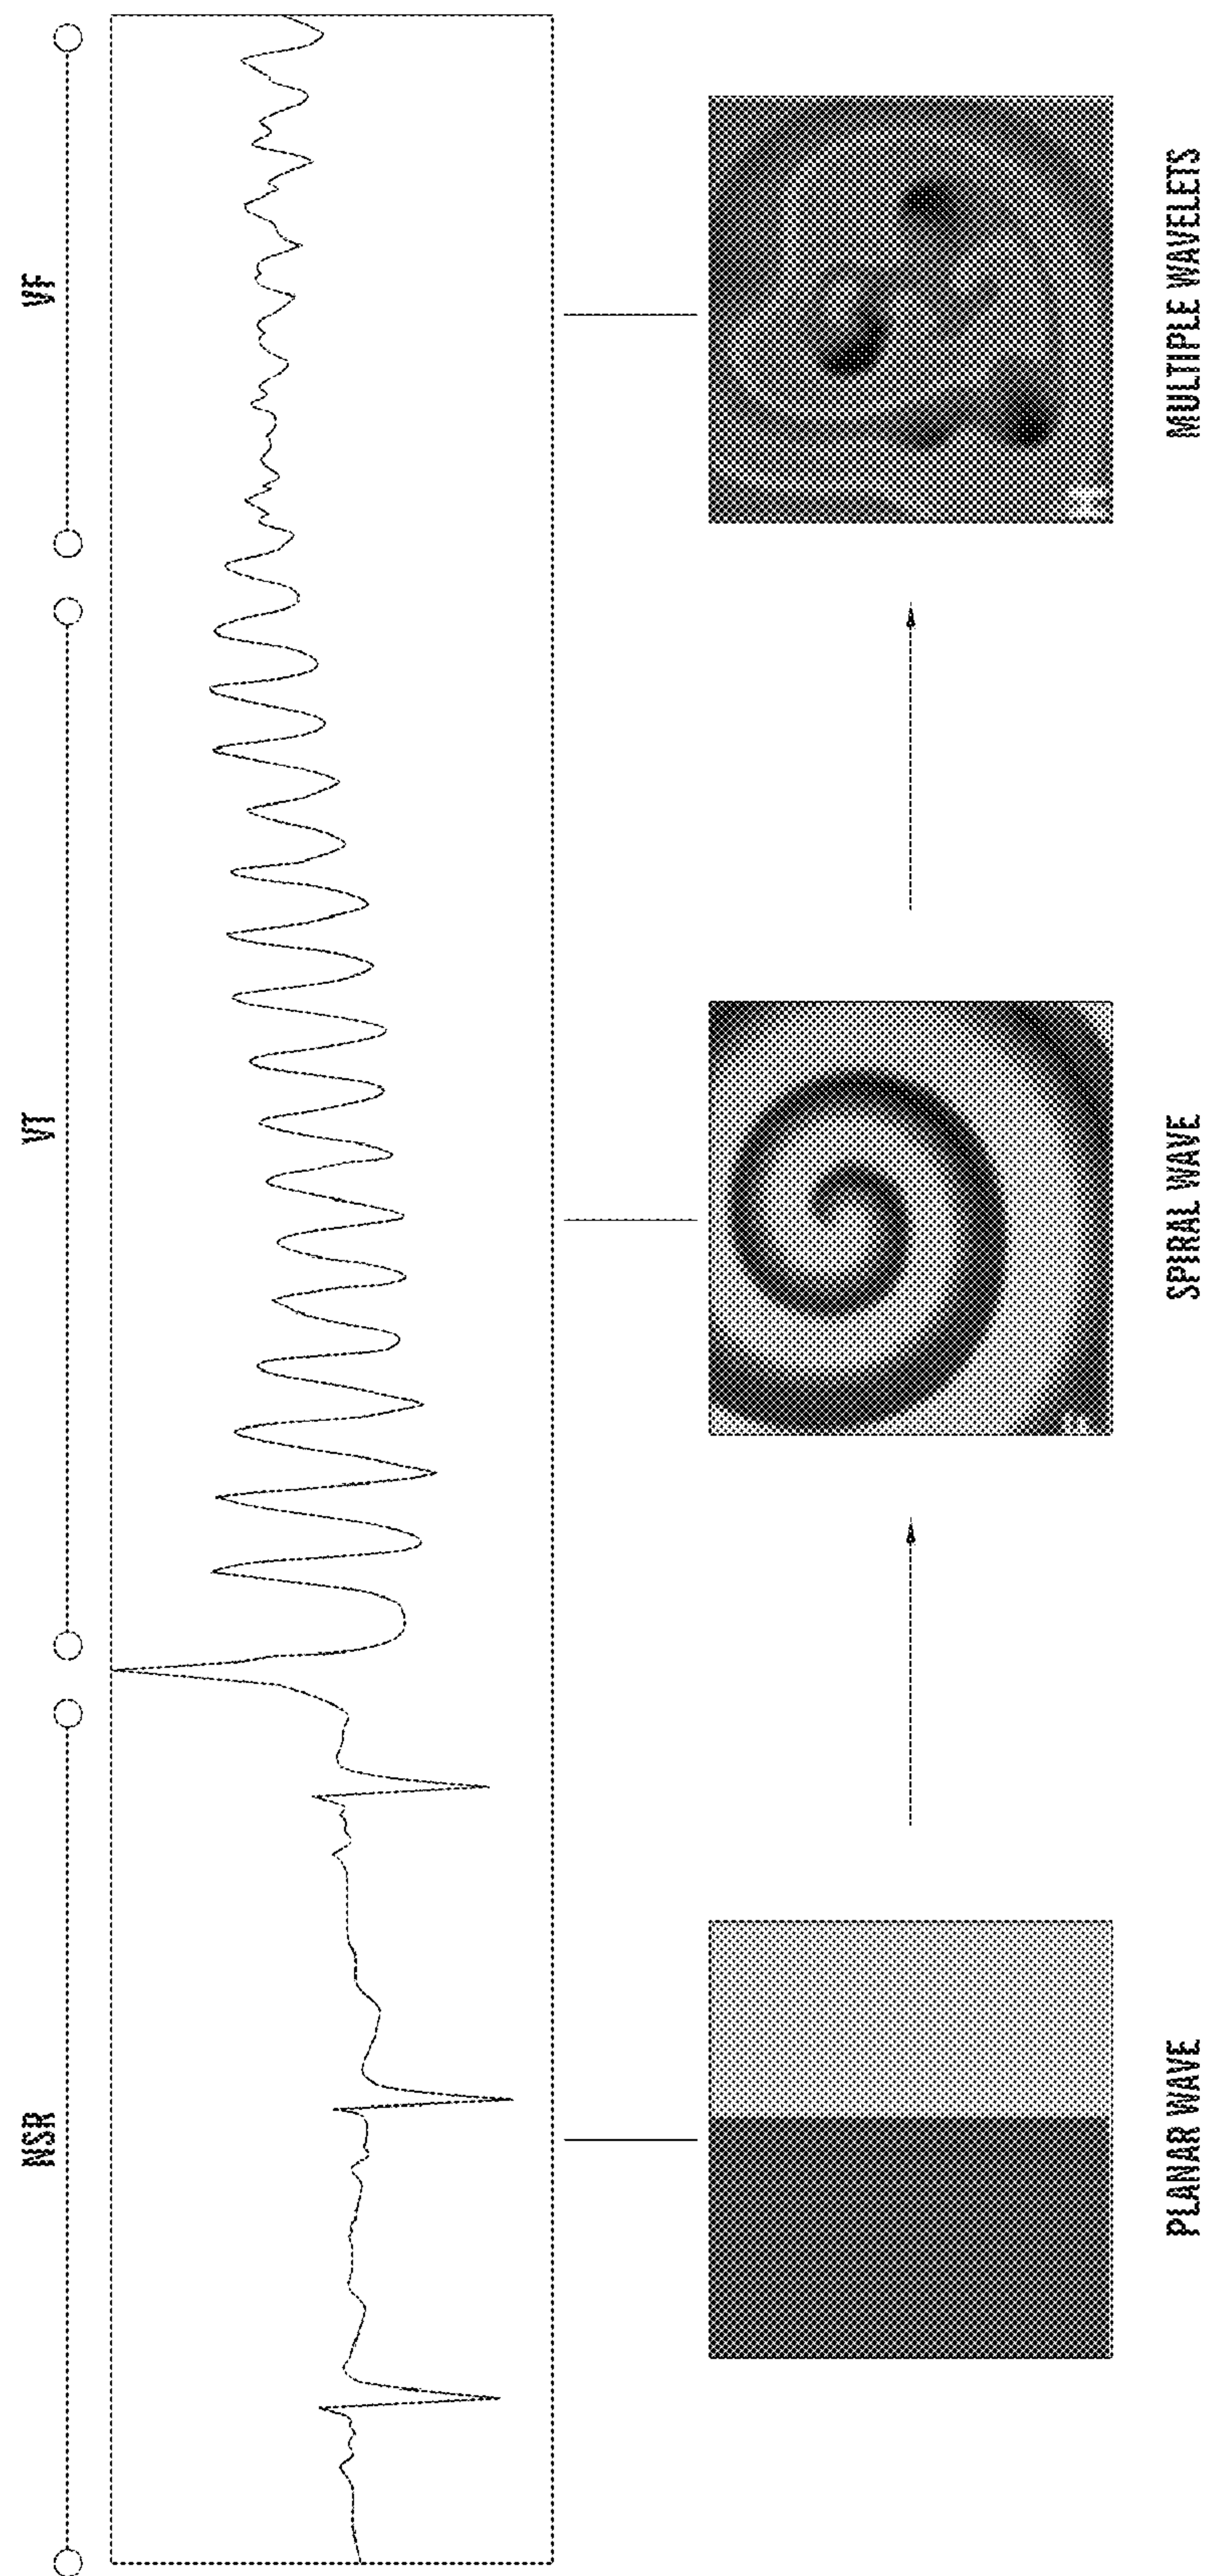 NSR
VT
VF
PLANAR WAVE
SPIRAL WAVE
MULTIPLE WAVELETS